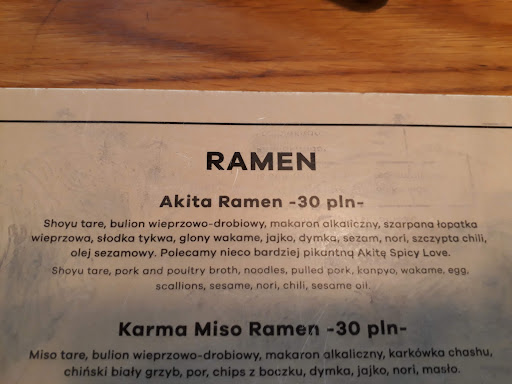 RAMEN
Akita Ramen -30 pln-
Shoyu tare, bulion wieprzowo-drobiowy, makaron alkaliczny, szarpana łopatka
wieprzowa, słodka tykwa, glony wakame, jajko, dymka, sezam, nori, szczypta chili,
olej sezamowy. Polecamy nieco bardziej pikantną Akitę Spicy Love.
Shoyu tare, pork and poultry broth, noodles, pulled pork, kanpyo, wakame, egg,
scallions, sesame, nori, chili, sesame oil.
Karma Miso Ramen -30 pln-
Miso tare, bulion wieprzowo-drobiowy, makaron alkaliczny, karkówka chashu,
chiński biały grzyb, por, chips z boczku, dymka, jajko, nori, masło.